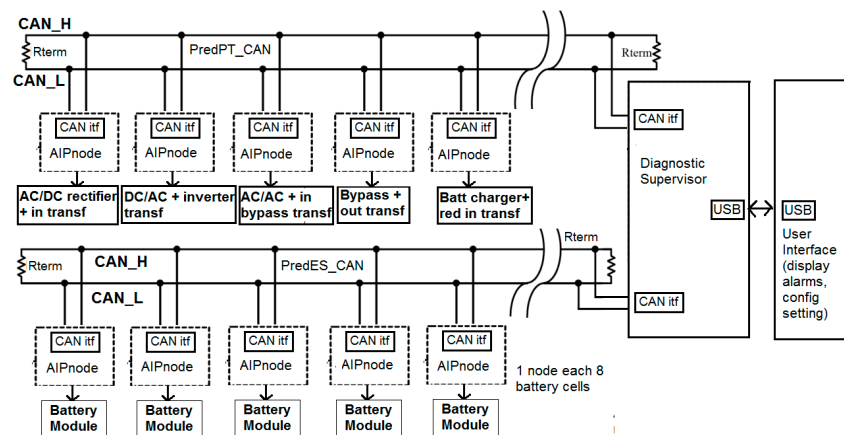 CAN_H
PredPT_CAN
Rterm
Rterm
CAN_L
CAN itf
CAN itf
CAN itf
CAN itf
CAN itf
AIPnode
AIPnode
AIPnode
AIPnode
AIPnode
AC/DC rectifier
+ in transf
DC/AC + inverter
transf
AC/AC + in
bypass transf
Bypass +
out transf
Batt charger+
red in transf
CAN itf
Diagnostic
Supervisor
USB
USB
User
Interface
(display
alarms,
config
setting)
CAN itf
Rterm
CAN_H
PredES_CAN
Rterm
CAN_L
CAN itf
CAN itf
CAN itf
CAN itf
CAN itf
AIPnode
AIPnode
AIPnode
AIPnode
AIPnode
1 node each 8
battery cells
Battery
Module
Battery
Module
Battery
Module
Battery
Module
Battery
Module